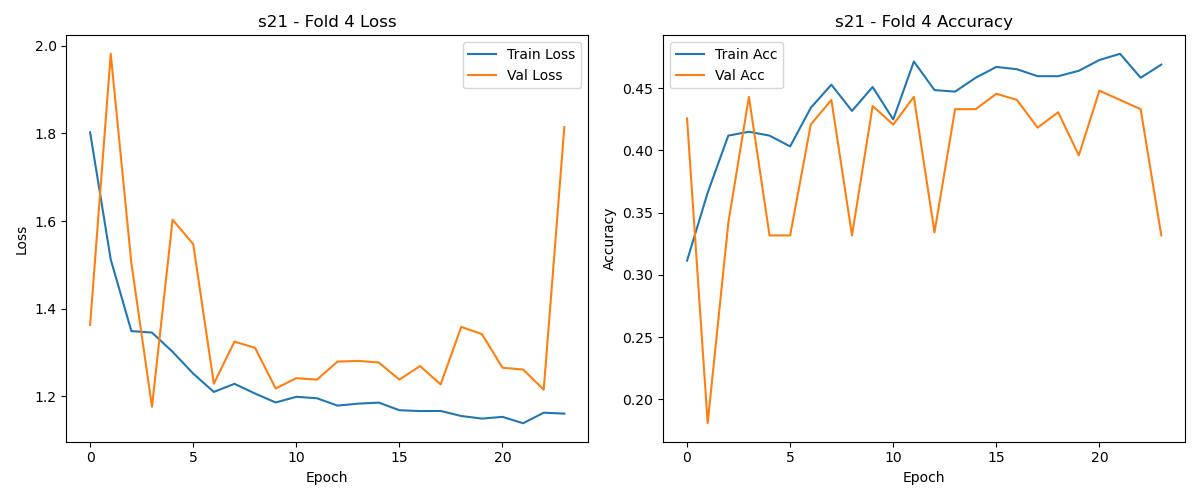 s21 - Fold 4 Loss
Train Loss
Val Loss
2.0
1.8
1.6
1.4
1.2
Loss
0
5
10
15
20
Epoch
s21 - Fold 4 Accuracy
Train Acc
Val Acc
0.45
0.40
0.35
0.30
0.25
0.20
Accuracy
0
5
10
15
20
Epoch